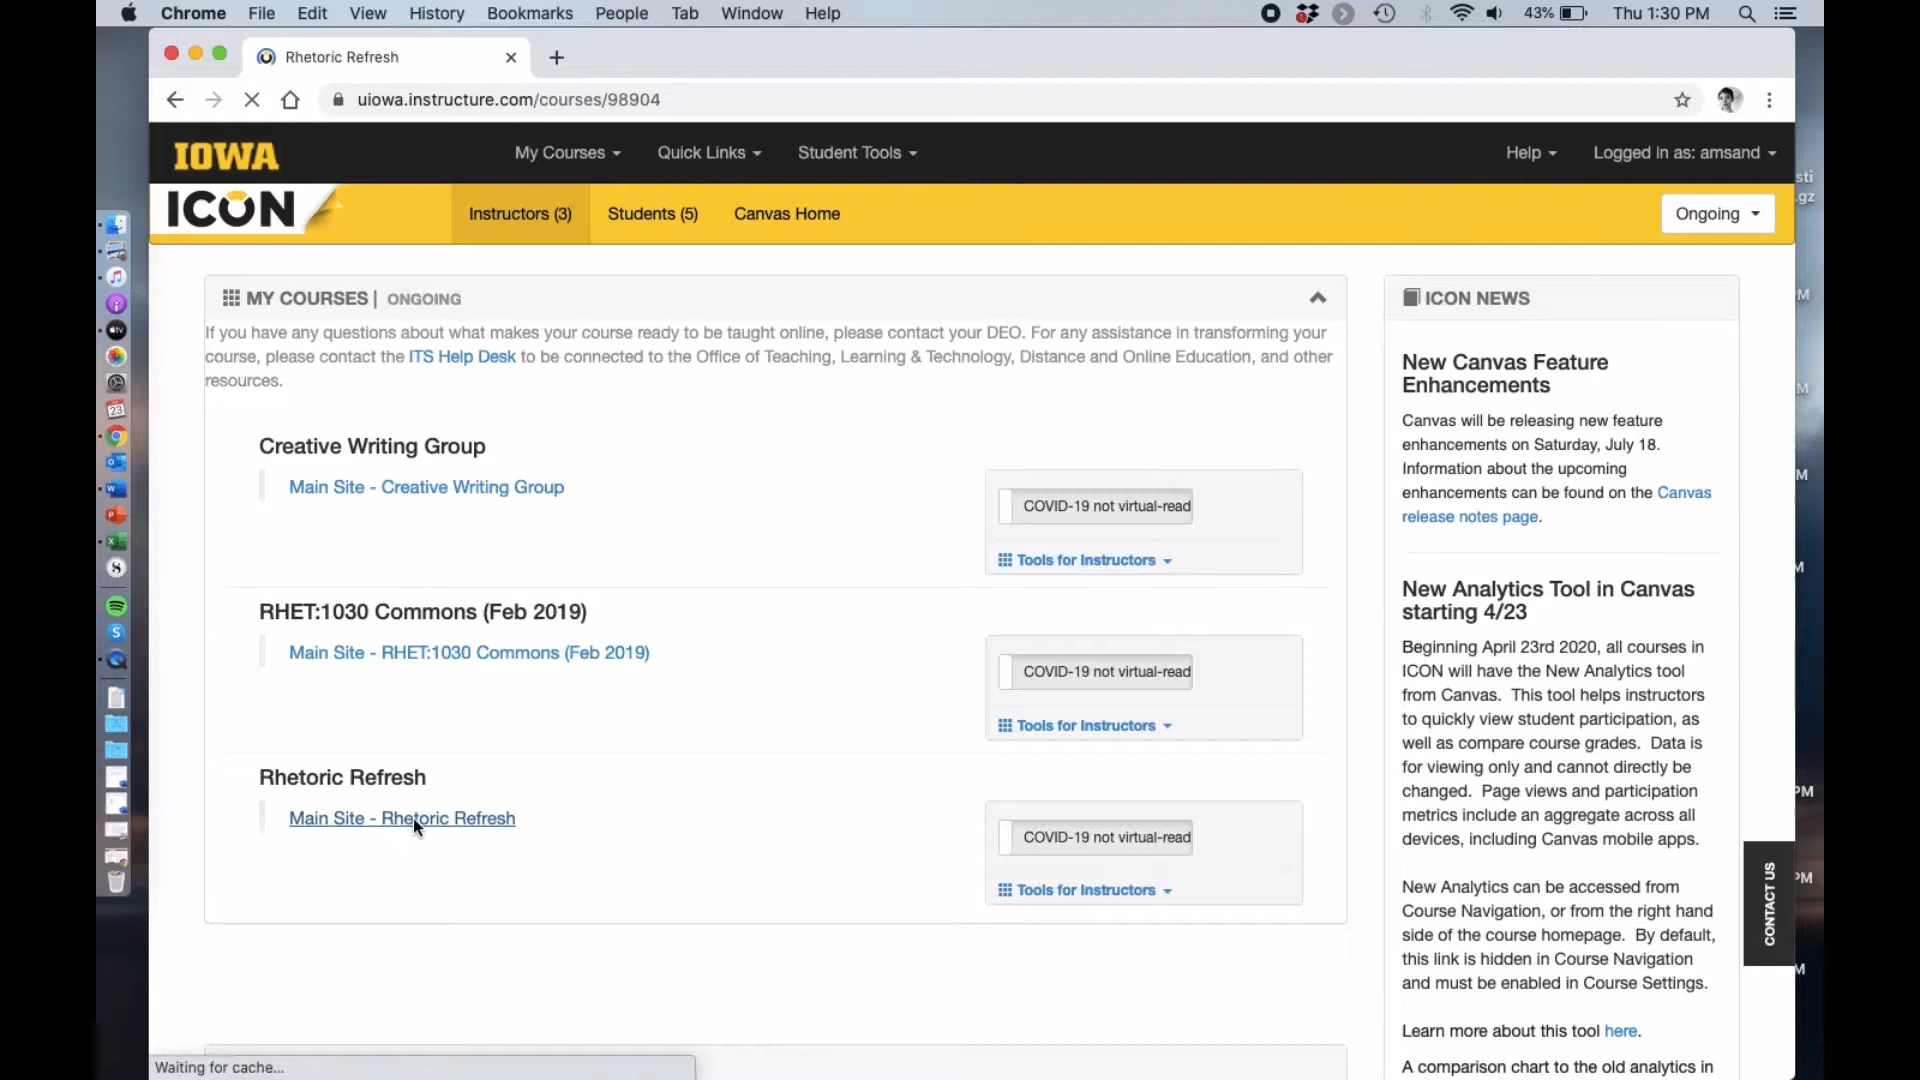 Chrome File Edit View History Bookmarks People Tab Window Help 43% Thu 1:30 PM
Rhetoric Refresh
uiowa.instructure.com/courses/98904
IOWA My Courses Quick Links Student Tools Help Logged in as: amsand
ICON Instructors (3) Students (5) Canvas Home Ongoing
MY COURSES | ONGOING
If you have any questions about what makes your course ready to be taught online, please contact your DEO. For any assistance in transforming your
course, please contact the ITS Help Desk to be connected to the Office of Teaching, Learning & Technology, Distance and Online Education, and other
resources.
Creative Writing Group
Main Site - Creative Writing Group
COVID-19 not virtual-read
Tools for Instructors
RHET:1030 Commons (Feb 2019)
Main Site - RHET:1030 Commons (Feb 2019)
COVID-19 not virtual-read
Tools for Instructors
Rhetoric Refresh
Main Site - Rhetoric Refresh
COVID-19 not virtual-read
Tools for Instructors
ICON NEWS
New Canvas Feature
Enhancements
Canvas will be releasing new feature
enhancements on Saturday, July 18.
Information about the upcoming
enhancements can be found on the Canvas
release notes page.
New Analytics Tool in Canvas
starting 4/23
Beginning April 23rd 2020, all courses in
ICON will have the New Analytics tool
from Canvas. This tool helps instructors
to quickly view student participation, as
well as compare course grades. Data is
for viewing only and cannot directly be
changed. Page views and participation
metrics include an aggregate across all
devices, including Canvas mobile apps.
New Analytics can be accessed from
Course Navigation, or from the right hand
side of the course homepage. By default,
this link is hidden in Course Navigation
and must be enabled in Course Settings.
Learn more about this tool here.
A comparison chart to the old analytics in
CONTACT US
Waiting for cache...
23
sti
.gz
PM
PM